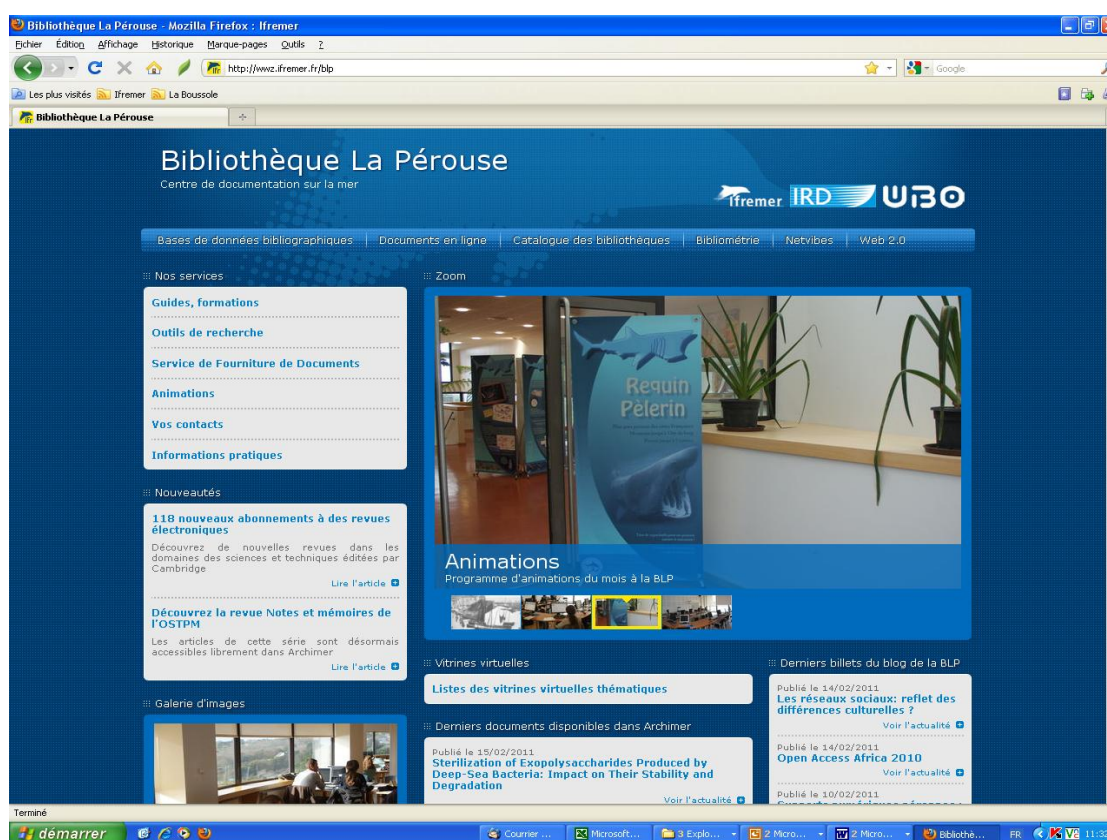 Bibliothèque La Pérouse - Mozilla Firefox : Ifremer
Fichier Édition Affichage Historique Marque-pages Outils ?
http://wwz.ifremer.fr/blp
Google
Les plus visités Ifremer La Boussole
Bibliothèque La Pérouse
Bibliothèque La Pérouse
Centre de documentation sur la mer
Ifremer IRD UBO
Bases de données bibliographiques Documents en ligne Catalogue des bibliothèques Bibliométrie Netvibes Web 2.0
Nos services
Guides, formations
Outils de recherche
Service de Fourniture de Documents
Animations
Vos contacts
Informations pratiques
Nouveautés
118 nouveaux abonnements à des revues
électroniques
Découvrez de nouvelles revues dans les
domaines des sciences et techniques éditées par
Cambridge
Lire l'article
Découvrez la revue Notes et mémoires de
l'OSTPM
Les articles de cette série sont désormais
accessibles librement dans Archimer
Lire l'article
Galerie d'images
Zoom
Requin
Pèlerin
Animations
Programme d'animations du mois à la BLP
Vitrines virtuelles
Listes des vitrines virtuelles thématiques
Derniers documents disponibles dans Archimer
Publié le 15/02/2011
Sterilization of Exopolysaccharides Produced by
Deep-Sea Bacteria: Impact on Their Stability and
Degradation
Voir l'actualité
Derniers billets du blog de la BLP
Publié le 14/02/2011
Les réseaux sociaux: reflet des
différences culturelles ?
Voir l'actualité
Publié le 14/02/2011
Open Access Africa 2010
Voir l'actualité
Publié le 10/02/2011
Terminé
démarrer Courrier ... Microsoft... 3 Explo... 2 Micro... 2 Micro... Bibliothè... FR